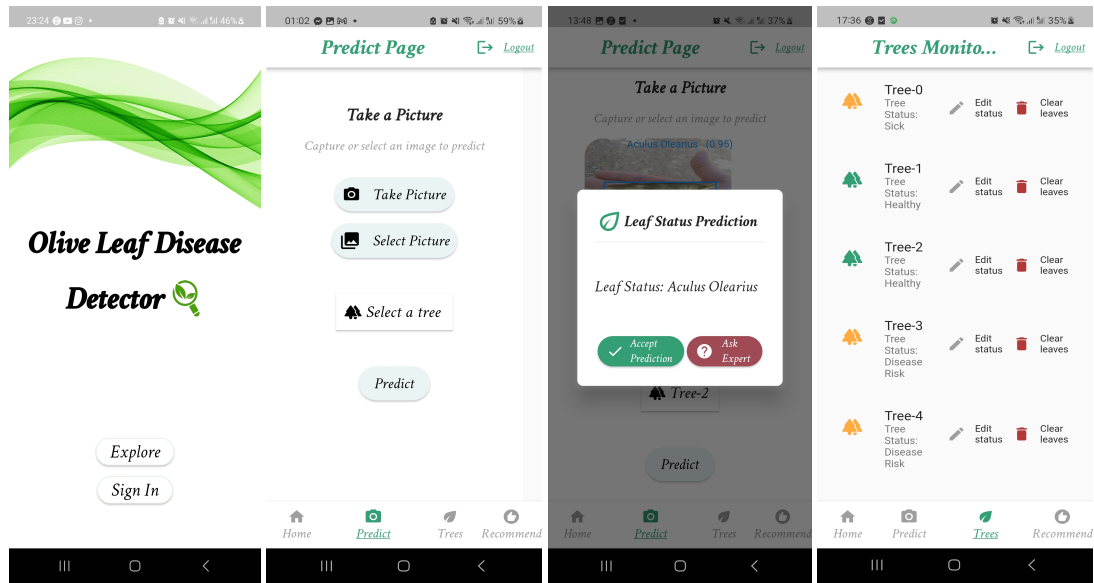 23:24
46%
Olive Leaf Disease
Detector
Explore
Sign In
01:02
59%
Predict Page
Logout
Take a Picture
Capture or select an image to predict
Take Picture
Select Picture
Select a tree
Predict
Home
Predict
Trees
Recommend
13:48
37%
Predict Page
Logout
Take a Picture
Capture or select an image to predict
Aculus Olearius (0.95)
Leaf Status Prediction
Leaf Status: Aculus Olearius
Accept
Prediction
Ask
Expert
Tree-2
Predict
Home
Predict
Trees
Recommend
17:36
35%
Trees Monito...
Logout
Tree-0
Tree
Status:
Sick
Edit
status
Clear
leaves
Tree-1
Tree
Status:
Healthy
Edit
status
Clear
leaves
Tree-2
Tree
Status:
Healthy
Edit
status
Clear
leaves
Tree-3
Tree
Status:
Disease
Risk
Edit
status
Clear
leaves
Tree-4
Tree
Status:
Disease
Risk
Edit
status
Clear
leaves
Home
Predict
Trees
Recommend